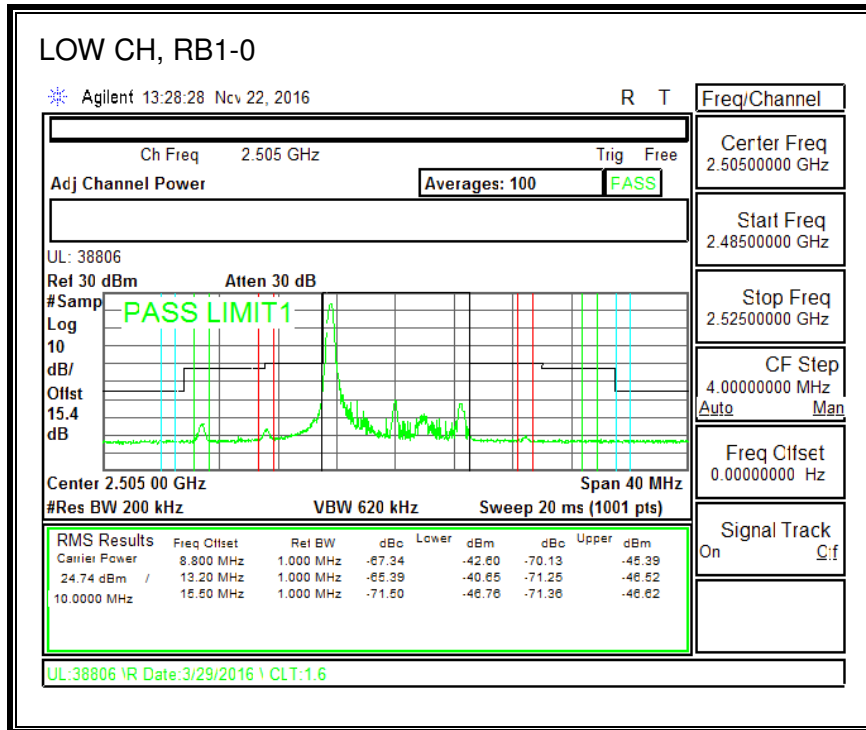 LOW CH, RB1-0
Agilent 13:28:28 Nov 22, 2016 R T
Freq/Channel
Ch Freq 2.505 GHz Trig Free
Adj Channel Power Averages: 100 PASS
Center Freq
2.50500000 GHz
Start Freq
2.48500000 GHz
Stop Freq
2.52500000 GHz
CF Step
4.00000000 MHz
Auto Man
Freq Offset
0.00000000 Hz
Signal Track
On Off
UL: 38806
Ref 30 dBm Atten 30 dB
#Samp
Log
10
dB/
Offst
15.4
dB
PASS LIMIT1
Center 2.505 00 GHz Span 40 MHz
#Res BW 200 kHz VBW 620 kHz Sweep 20 ms (1001 pts)
RMS Results Freq Offset Ref BW dBc Lower dBm dBc Upper dBm
Carrier Power 8.800 MHz 1.000 MHz -67.34 -42.60 -70.13 -45.39
24.74 dBm / 13.20 MHz 1.000 MHz -65.39 -40.65 -71.25 -46.52
10.0000 MHz 15.50 MHz 1.000 MHz -71.50 -46.76 -71.36 -46.62
UL:38806 \R Date:3/29/2016 \ CLT:1.6